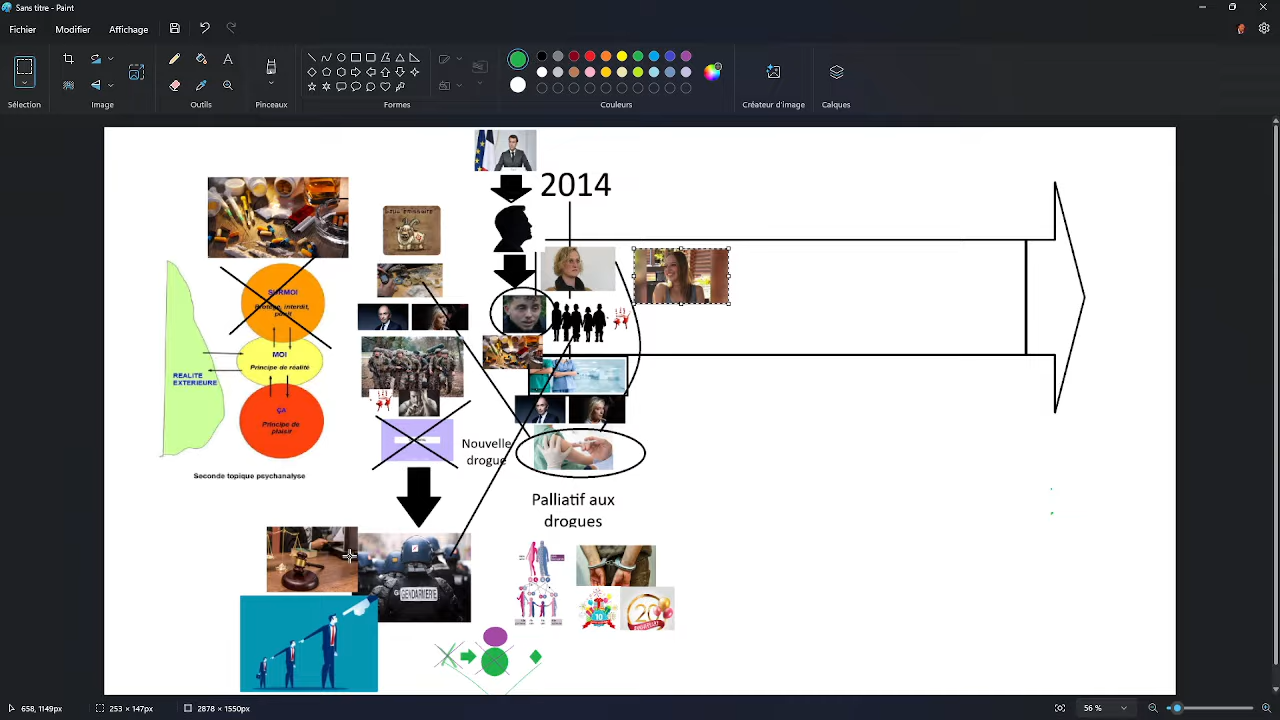 Sans titre - Paint
Fichier
Modifier
Affichage
Sélection
Image
Outils
Pinceaux
Formes
Couleurs
Créateur d'image
Calques
2014
SURMOI
MOI
Principe de réalité
REALITE
EXTERIEURE
ÇA
Principe de
plaisir
Seconde topique psychanalyse
Nouvelle
drogue
Palliatif aux
drogues
GENDARMERIE
10
20
658, 1149px
253 × 147px
2878 × 1550px
56 %